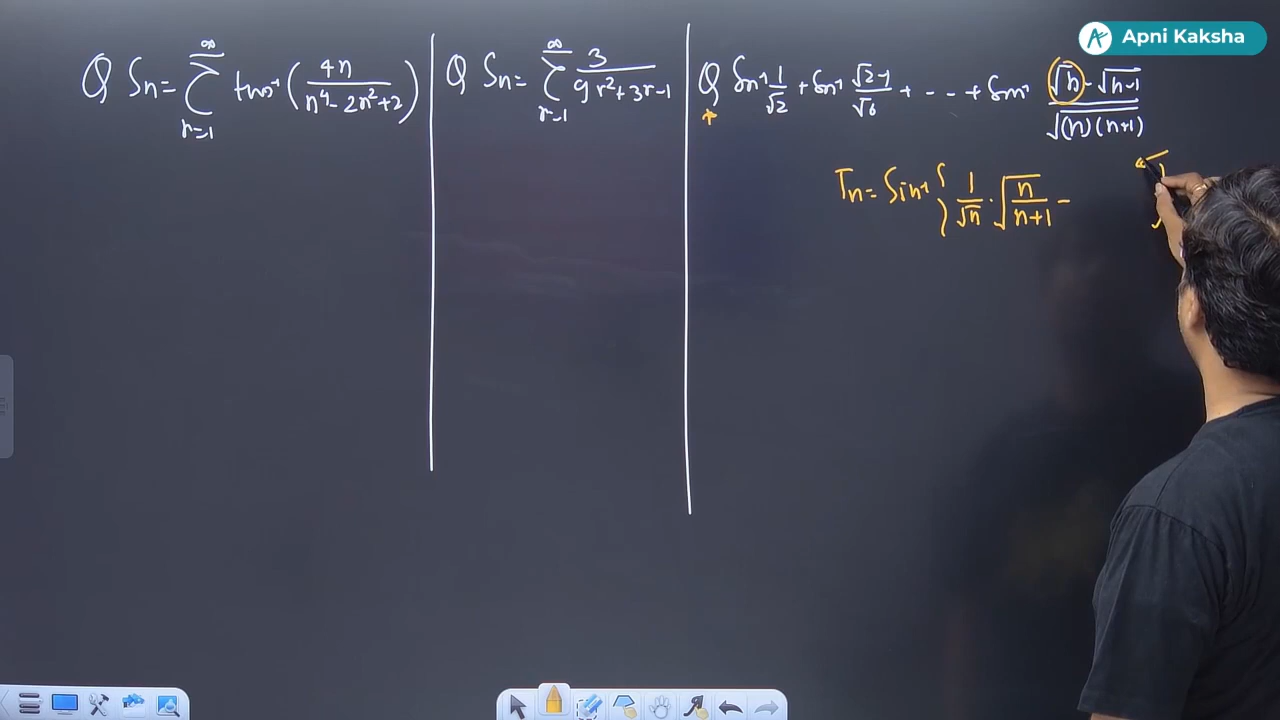 Apni Kaksha
Q Sn = ∞ Σ r=1 tan⁻¹ ( 4n / n⁴ - 2n² + 2 )
Q Sn = ∞ Σ r=1 3 / 9r² + 3r - 1
Q Sin⁻¹ 1/√2 + Sin⁻¹ √2-1/√6 + - - .. + Sin⁻¹ √n - √n-1 / √(n)(n+1)
Tn = Sin⁻¹ { 1/√n · √n/n+1 -